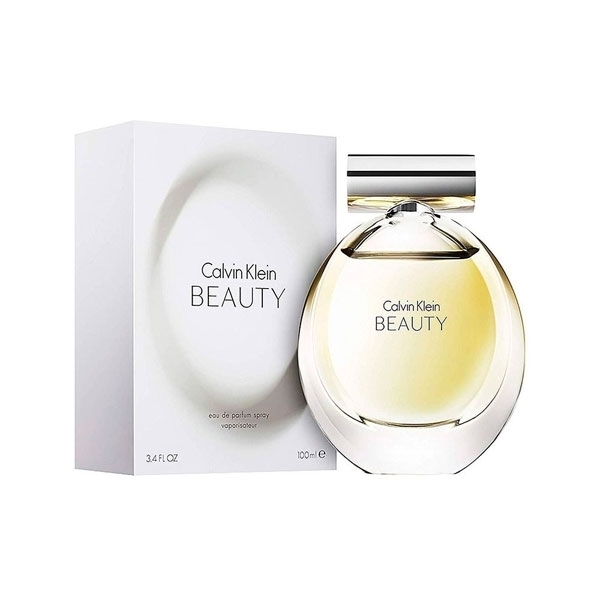 Calvin Klein
BEAUTY
eau de parfum spray
vaporisateur
3.4 FL OZ
100ml ℮
Calvin Klein
BEAUTY